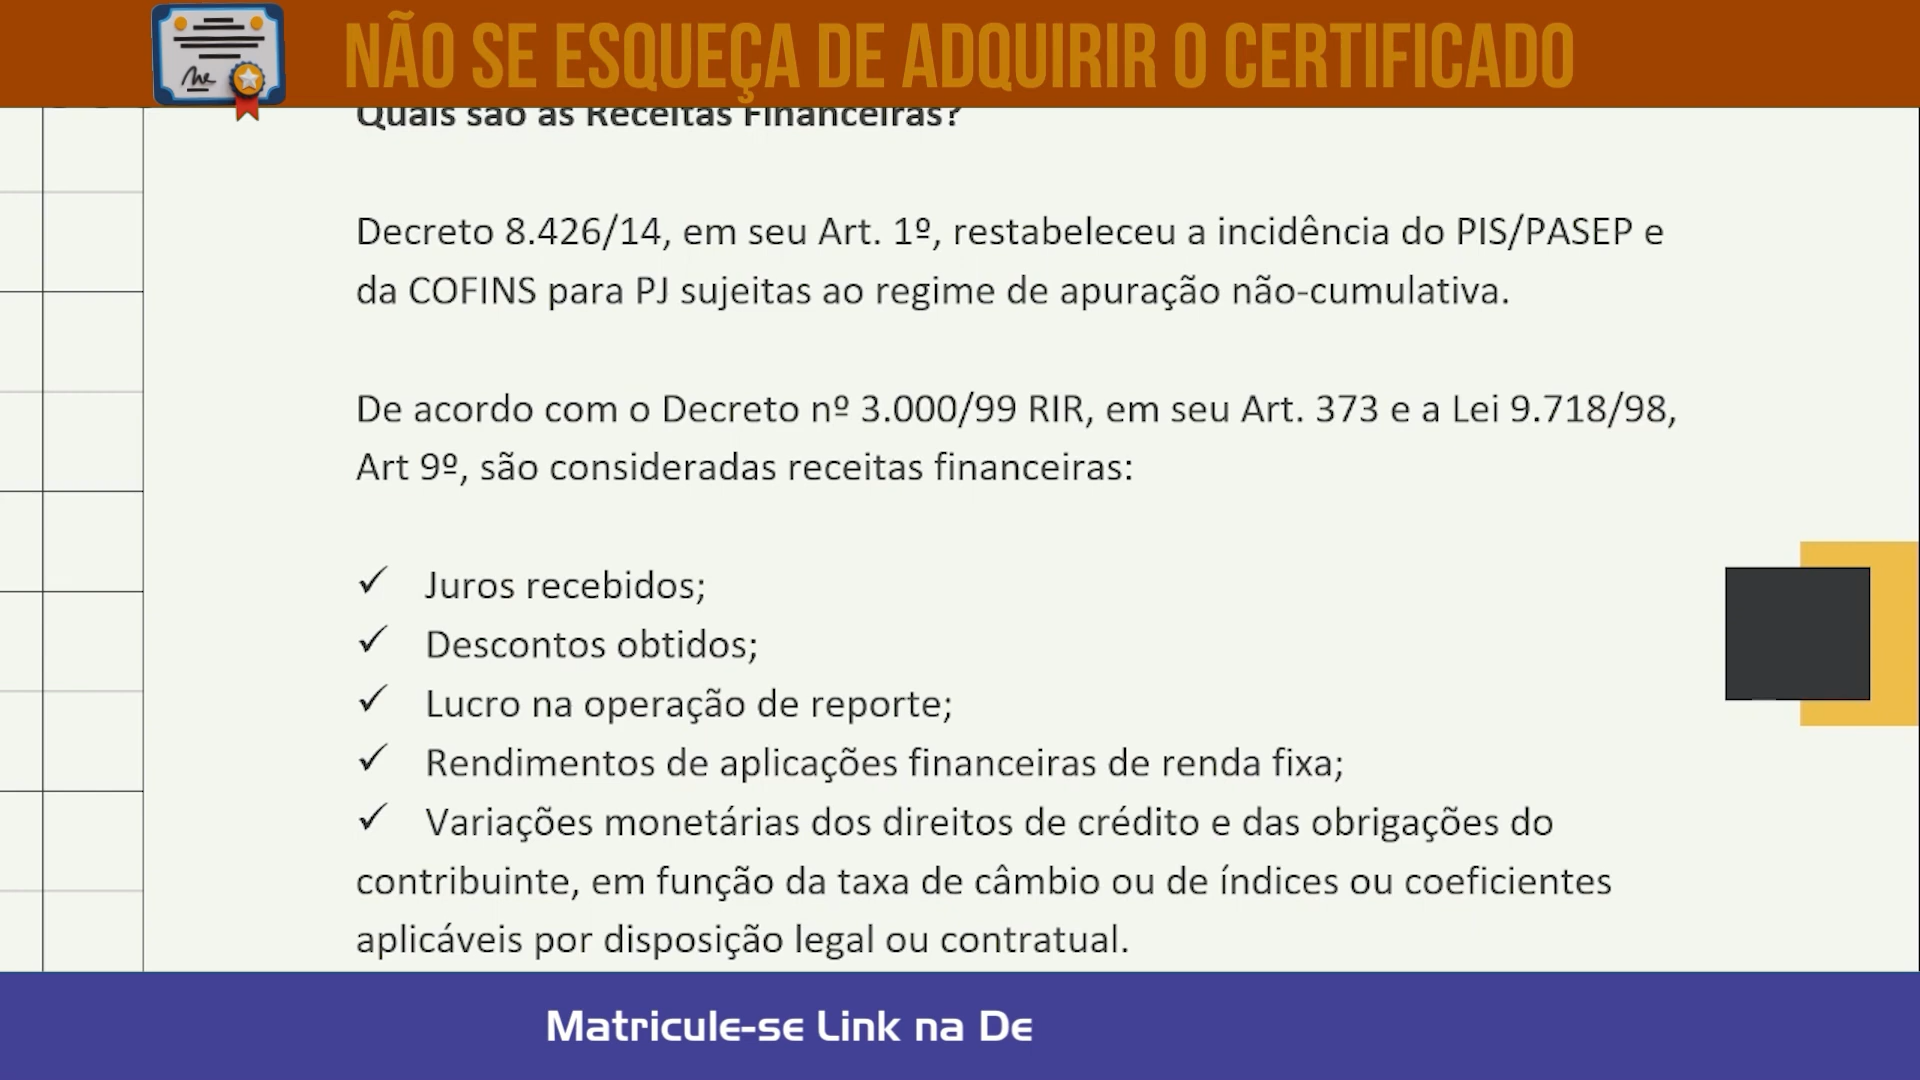 NÃO SE ESQUEÇA DE ADQUIRIR O CERTIFICADO
Quais são as Receitas Financeiras?
Decreto 8.426/14, em seu Art. 1º, restabeleceu a incidência do PIS/PASEP e
da COFINS para PJ sujeitas ao regime de apuração não-cumulativa.
De acordo com o Decreto nº 3.000/99 RIR, em seu Art. 373 e a Lei 9.718/98,
Art 9º, são consideradas receitas financeiras:
✓ Juros recebidos;
✓ Descontos obtidos;
✓ Lucro na operação de reporte;
✓ Rendimentos de aplicações financeiras de renda fixa;
✓ Variações monetárias dos direitos de crédito e das obrigações do
contribuinte, em função da taxa de câmbio ou de índices ou coeficientes
aplicáveis por disposição legal ou contratual.
Matricule-se Link na De